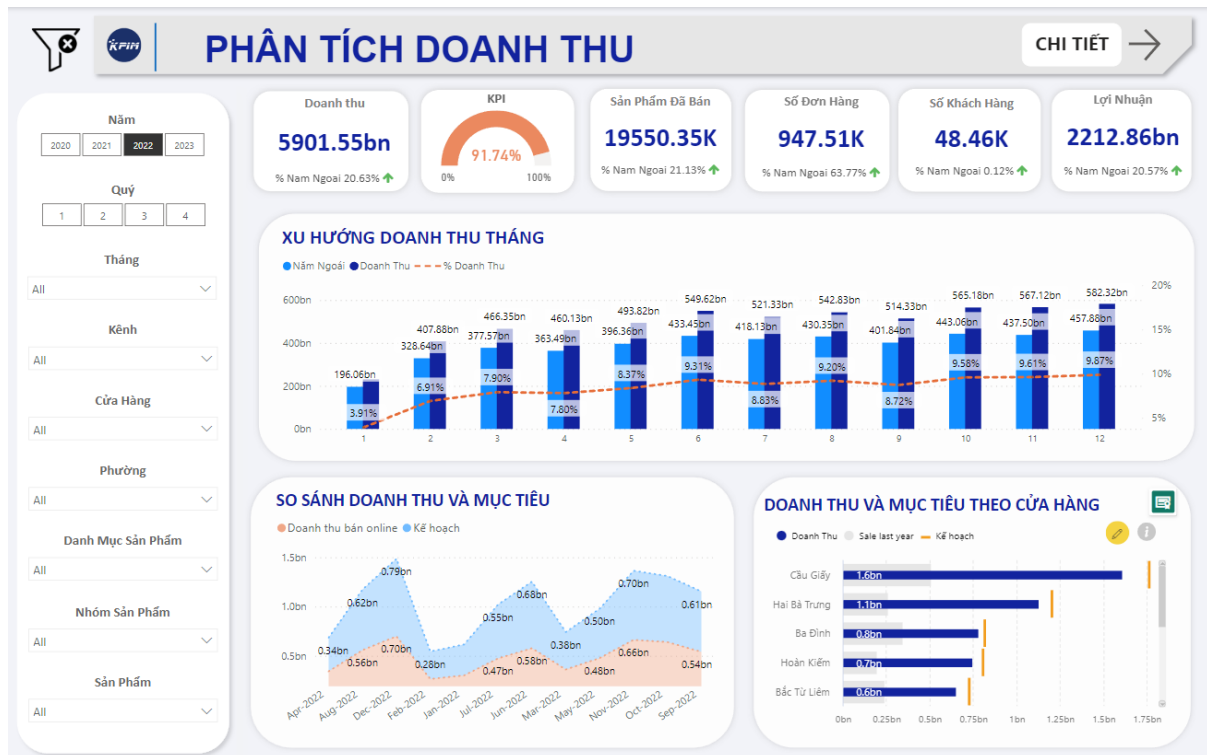 KPIM
PHÂN TÍCH DOANH THU
CHI TIẾT
Năm
2020 2021 2022 2023
Quý
1 2 3 4
Tháng
All
Kênh
All
Cửa Hàng
All
Phường
All
Danh Mục Sản Phẩm
All
Nhóm Sản Phẩm
All
Sản Phẩm
All
Doanh thu
5901.55bn
% Nam Ngoai 20.63%
KPI
91.74%
0% 100%
Sản Phẩm Đã Bán
19550.35K
% Nam Ngoai 21.13%
Số Đơn Hàng
947.51K
% Nam Ngoai 63.77%
Số Khách Hàng
48.46K
% Nam Ngoai 0.12%
Lợi Nhuận
2212.86bn
% Nam Ngoai 20.57%
XU HƯỚNG DOANH THU THÁNG
Năm Ngoái Doanh Thu % Doanh Thu
600bn
400bn
200bn
0bn
20%
15%
10%
5%
196.06bn 328.64bn 377.57bn 363.49bn 396.36bn 433.45bn 418.13bn 430.35bn 401.84bn 443.06bn 437.50bn 457.88bn
407.88bn 466.35bn 460.13bn 493.82bn 549.62bn 521.33bn 542.83bn 514.33bn 565.18bn 567.12bn 582.32bn
3.91% 6.91% 7.90% 7.80% 8.37% 9.31% 8.83% 9.20% 8.72% 9.58% 9.61% 9.87%
1 2 3 4 5 6 7 8 9 10 11 12
SO SÁNH DOANH THU VÀ MỤC TIÊU
Doanh thu bán online Kế hoạch
1.5bn
1.0bn
0.5bn
0.34bn 0.62bn 0.79bn 0.28bn 0.55bn 0.68bn 0.38bn 0.50bn 0.70bn 0.61bn
0.56bn 0.70bn 0.47bn 0.58bn 0.48bn 0.66bn 0.54bn
Apr-2022 Aug-2022 Dec-2022 Feb-2022 Jan-2022 Jul-2022 Jun-2022 Mar-2022 May-2022 Nov-2022 Oct-2022 Sep-2022
DOANH THU VÀ MỤC TIÊU THEO CỬA HÀNG
Doanh Thu Sale last year Kế hoạch
Cầu Giấy 1.6bn
Hai Bà Trưng 1.1bn
Ba Đình 0.8bn
Hoàn Kiếm 0.7bn
Bắc Từ Liêm 0.6bn
0bn 0.25bn 0.5bn 0.75bn 1bn 1.25bn 1.5bn 1.75bn